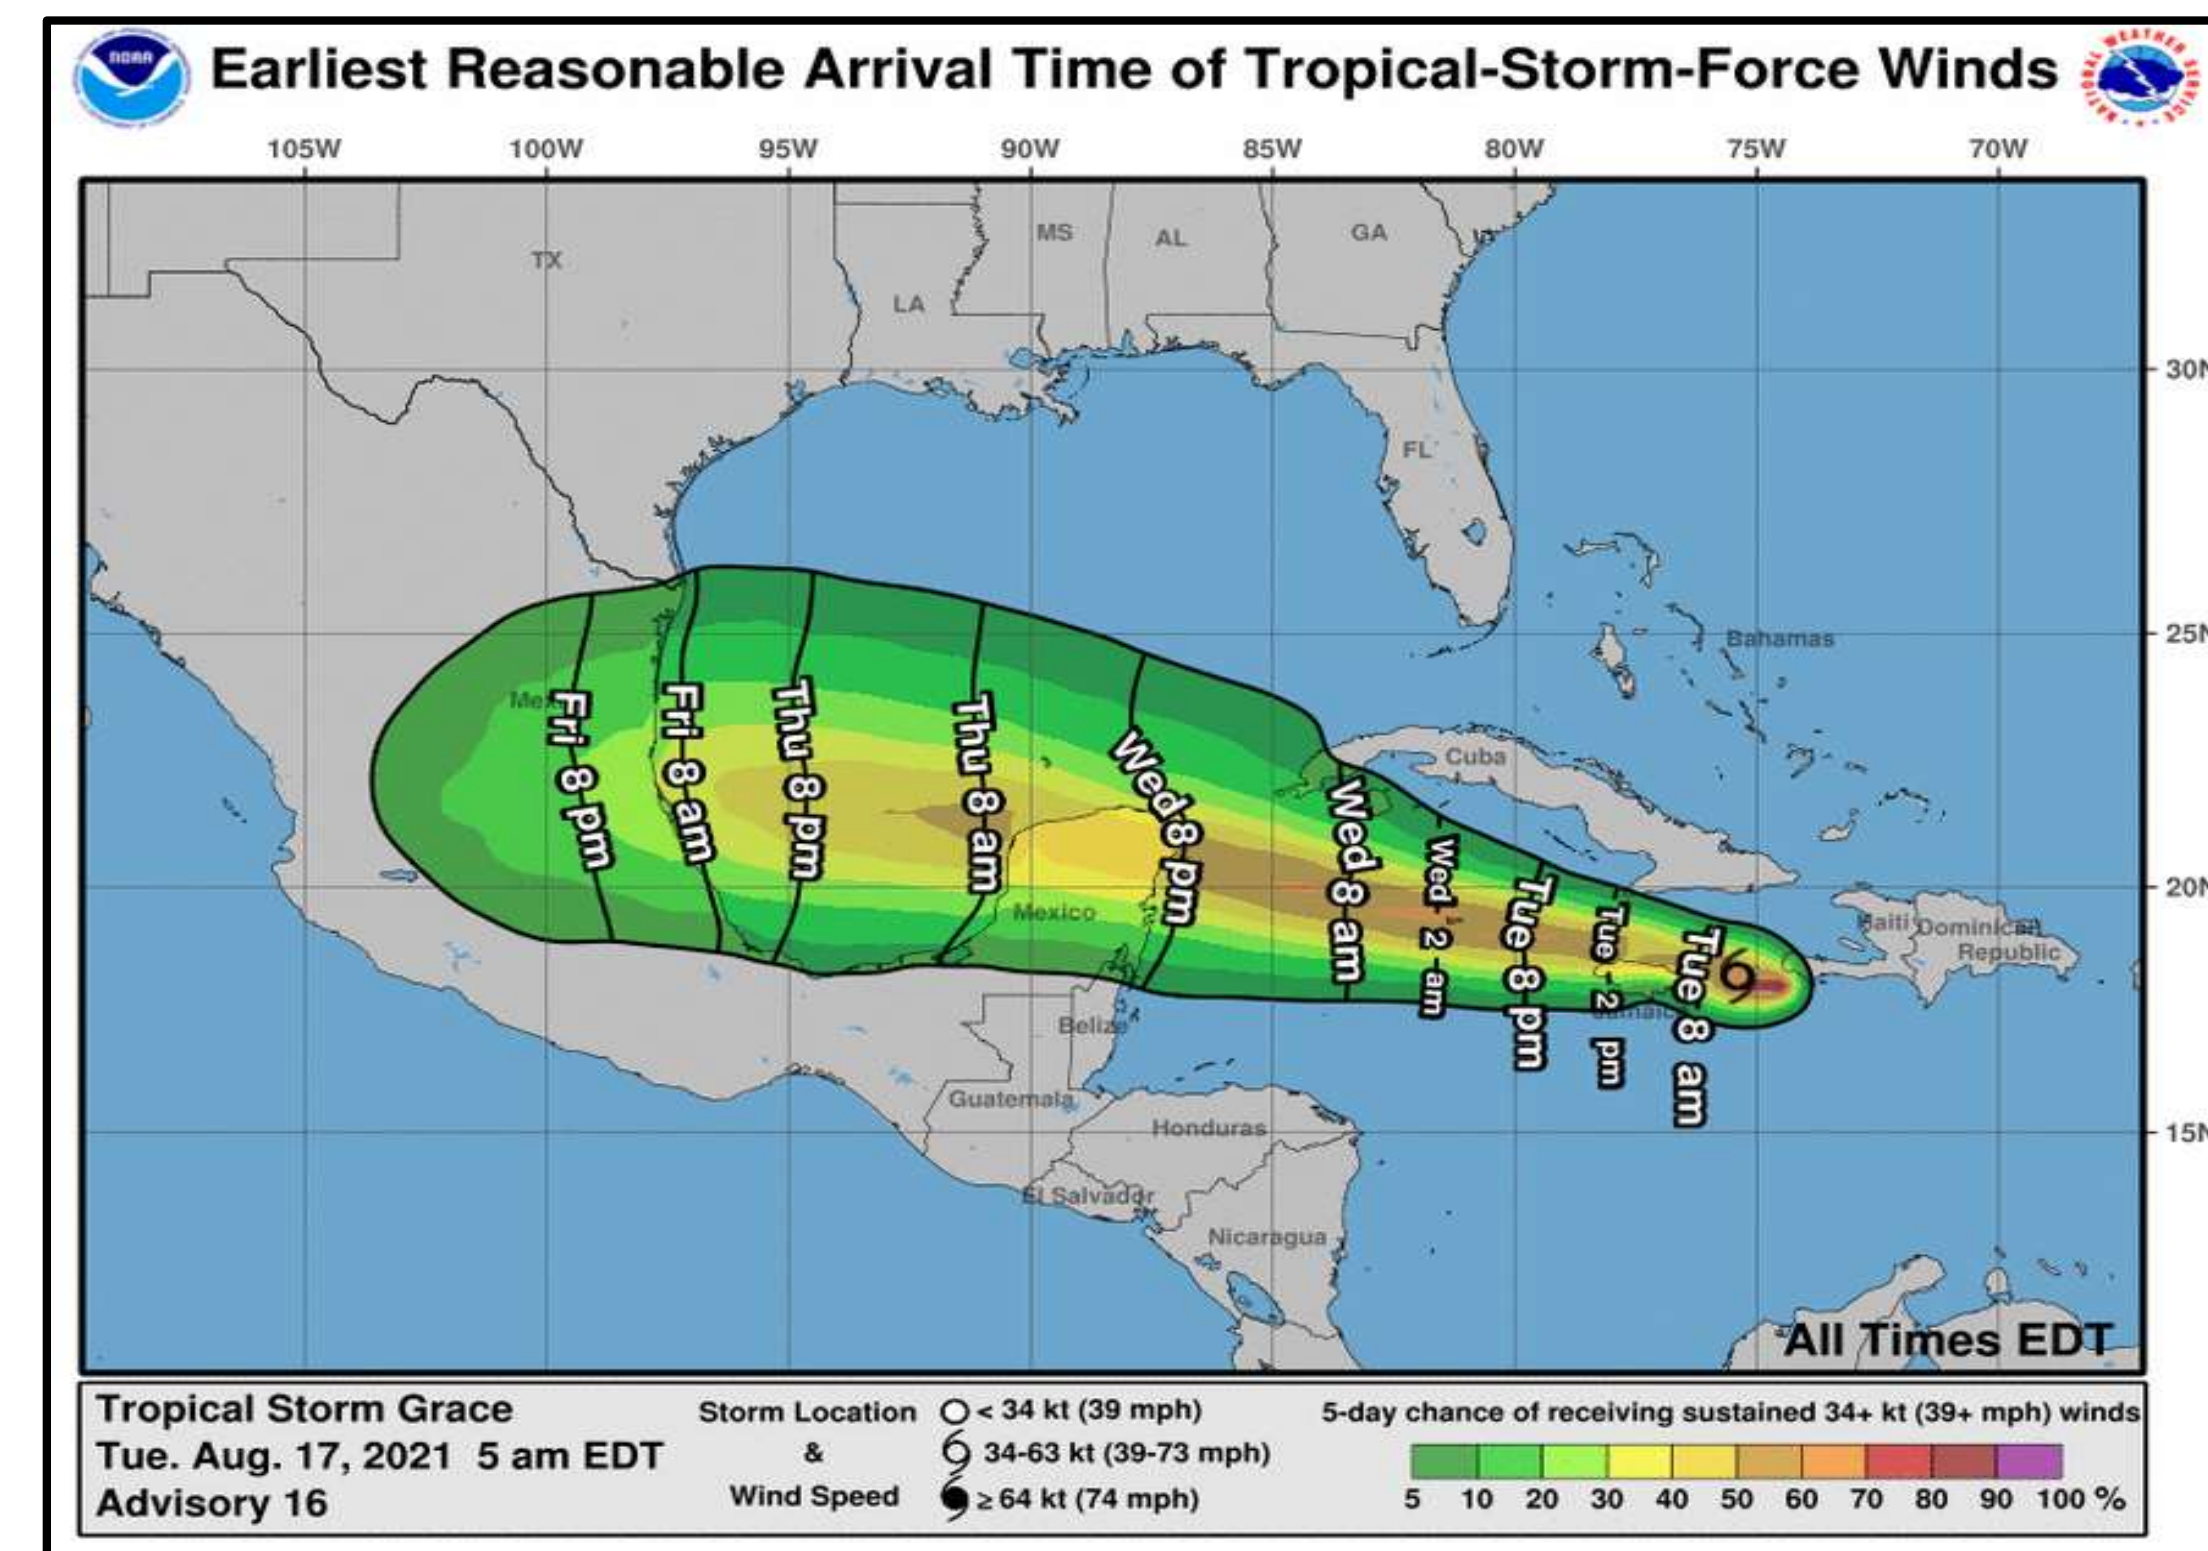 NOAA
Earliest Reasonable Arrival Time of Tropical-Storm-Force Winds
NATIONAL WEATHER SERVICE
105W 100W 95W 90W 85W 80W 75W 70W
MS AL GA
TX
LA
30N
FL
25N
Bahamas
Cuba
Fri 8 pm
Fri 8 am
Thu 8 pm
Thu 8 am
Wed 8 pm
Wed 8 am
Wed 2 am
Tue 8 pm
Tue 2 pm
Tue 8 am
20N
Mexico
Haiti Dominican
Republic
Jamaica
Belize
Guatemala
Honduras
15N
El Salvador
Nicaragua
All Times EDT
Tropical Storm Grace
Tue. Aug. 17, 2021 5 am EDT
Advisory 16
Storm Location
&
Wind Speed
< 34 kt (39 mph)
34-63 kt (39-73 mph)
≥ 64 kt (74 mph)
5-day chance of receiving sustained 34+ kt (39+ mph) winds
5 10 20 30 40 50 60 70 80 90 100 %